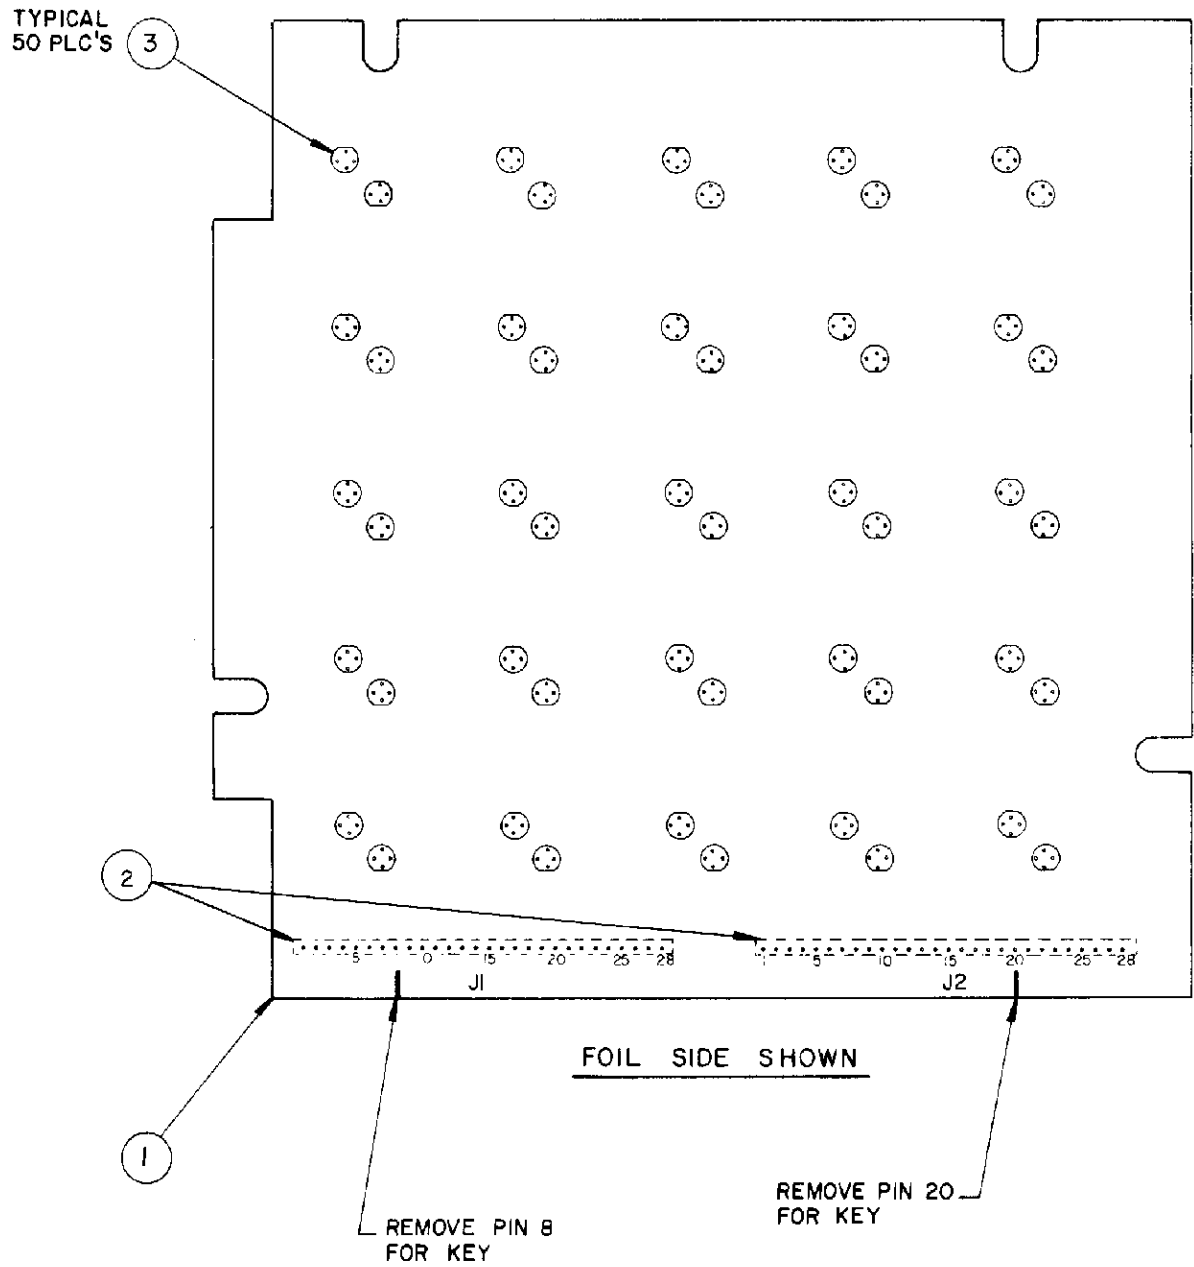 TYPICAL
50 PLC'S
3
2
5 0 15 20 25 28
1 5 10 15 20 25 28
J1
J2
FOIL SIDE SHOWN
1
REMOVE PIN 20
FOR KEY
REMOVE PIN 8
FOR KEY